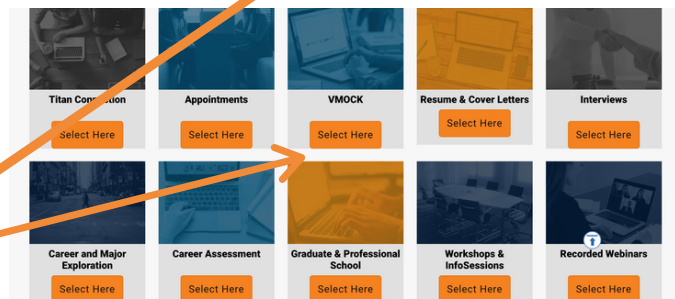 Titan Connection
Appointments
VMOCK
Resume & Cover Letters
Interviews
Select Here
Select Here
Select Here
Select Here
Select Here
Career and Major
Exploration
Career Assessment
Graduate & Professional
School
Workshops &
InfoSessions
Recorded Webinars
Select Here
Select Here
Select Here
Select Here
Select Here